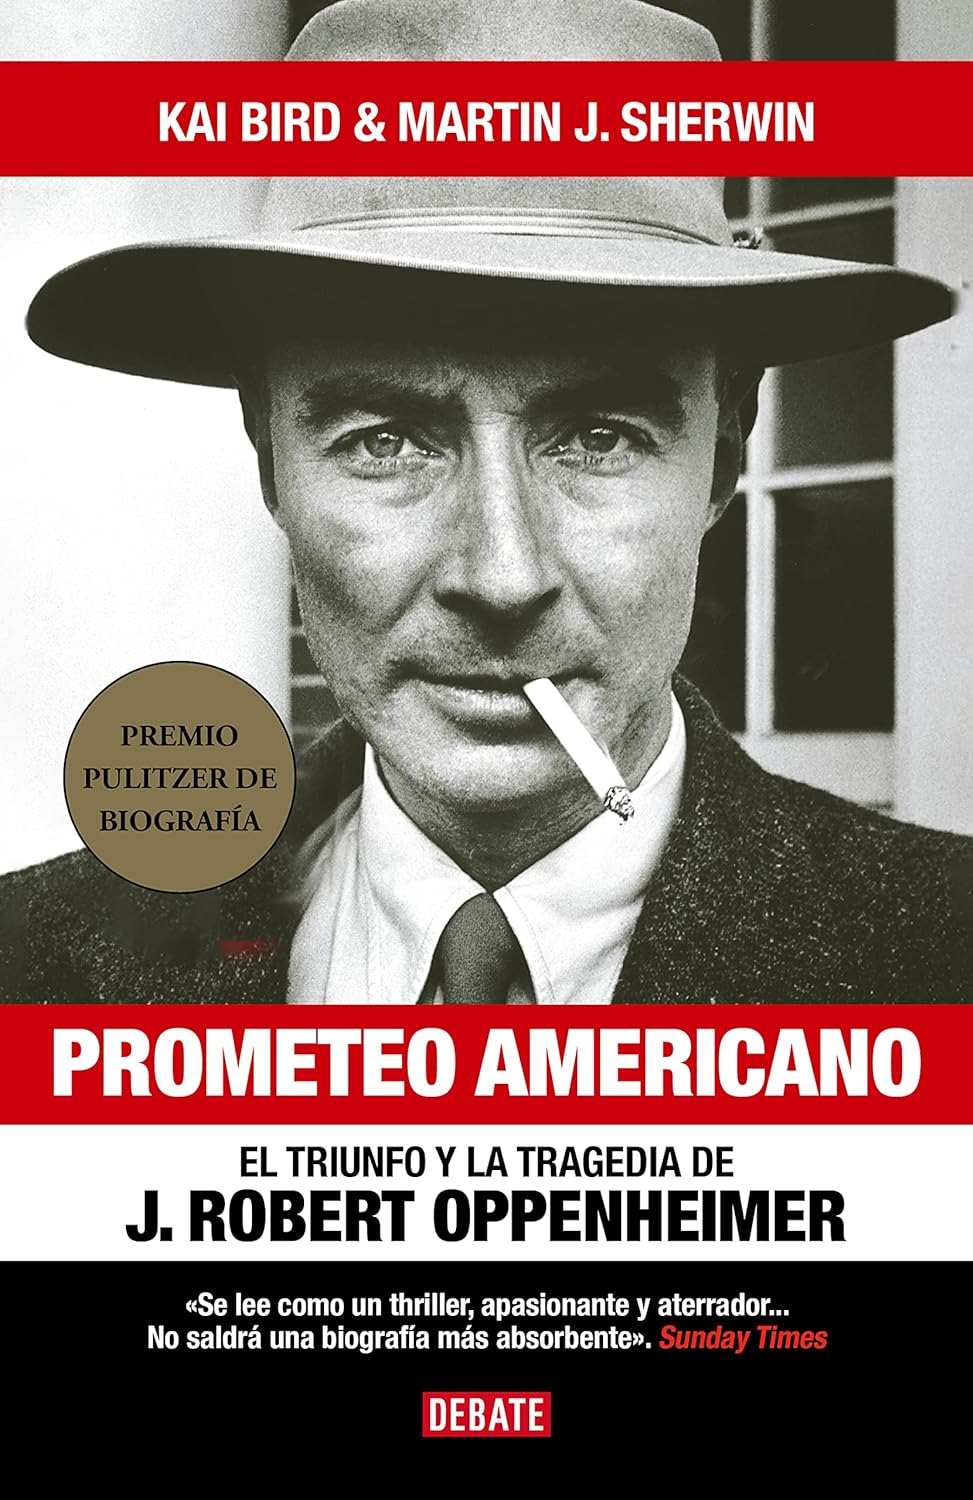 KAI BIRD & MARTIN J. SHERWIN
PREMIO
PULITZER DE
BIOGRAFÍA
PROMETEO AMERICANO
EL TRIUNFO Y LA TRAGEDIA DE
J. ROBERT OPPENHEIMER
«Se lee como un thriller, apasionante y aterrador...
No saldrá una biografía más absorbente». Sunday Times
DEBATE